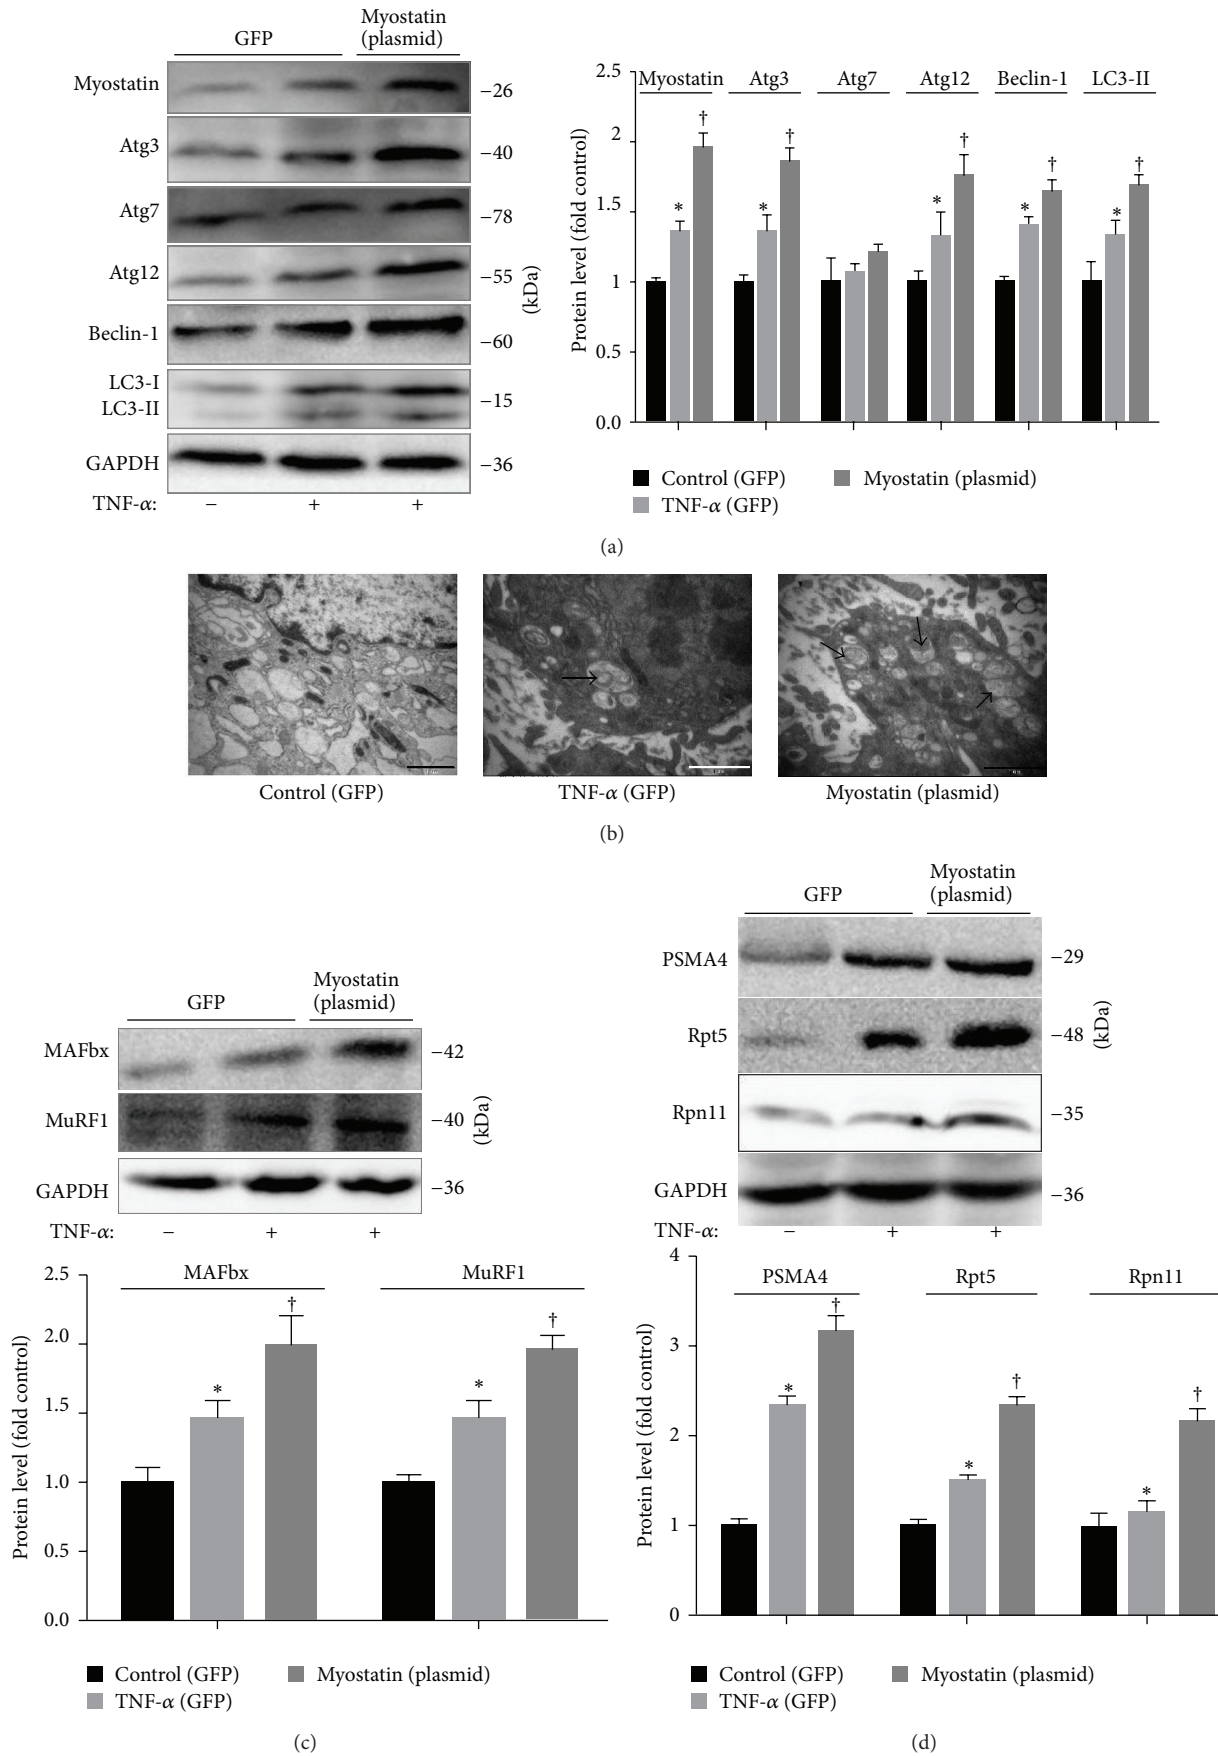 GFP
Myostatin
(plasmid)
Myostatin
−26
Atg3
−40
Atg7
−78
Atg12
−55
Beclin-1
−60
LC3-I
LC3-II
−15
GAPDH
−36
(kDa)
TNF-α: − + +
Protein level (fold control)
2.5
2
1.5
1
0.5
0.0
Myostatin Atg3 Atg7 Atg12 Beclin-1 LC3-II
* † * † * † * † * †
Control (GFP)
TNF-α (GFP)
Myostatin (plasmid)
(a)
Control (GFP) TNF-α (GFP) Myostatin (plasmid)
(b)
GFP
Myostatin
(plasmid)
MAFbx
−42
MuRF1
−40
GAPDH
−36
(kDa)
TNF-α: − + +
Protein level (fold control)
2.5
2.0
1.5
1.0
0.5
0.0
MAFbx MuRF1
* † * †
Control (GFP)
TNF-α (GFP)
Myostatin (plasmid)
(c)
GFP
Myostatin
(plasmid)
PSMA4
−29
Rpt5
−48
Rpn11
−35
GAPDH
−36
(kDa)
TNF-α: − + +
Protein level (fold control)
4
3
2
1
0
PSMA4 Rpt5 Rpn11
* † * † * †
Control (GFP)
TNF-α (GFP)
Myostatin (plasmid)
(d)